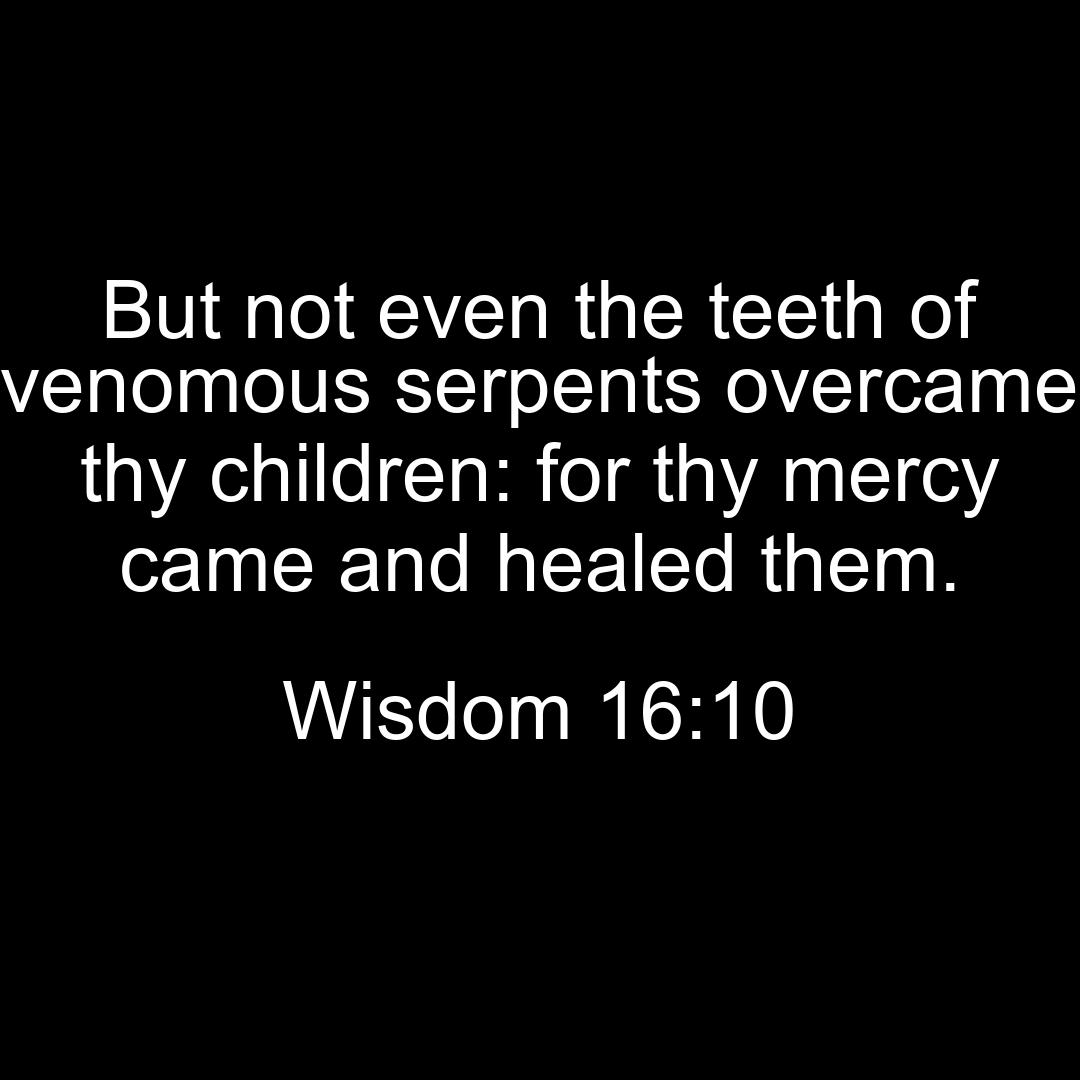 But not even the teeth of
venomous serpents overcame
thy children: for thy mercy
came and healed them.
Wisdom 16:10